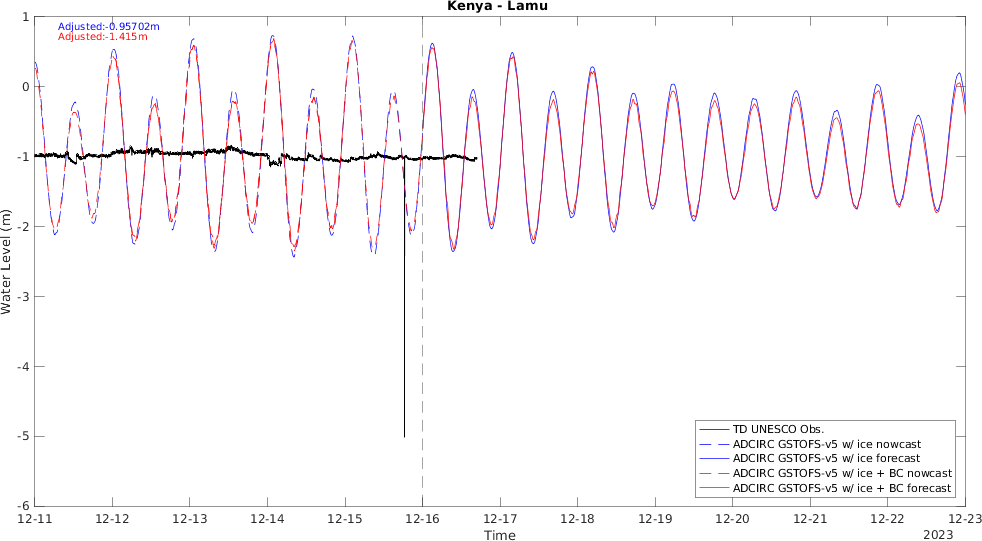 Kenya - Lamu
Adjusted:-0.95702m
Adjusted:-1.415m
1
0
-1
-2
-3
-4
-5
-6
Water Level (m)
TD UNESCO Obs.
ADCIRC GSTOFS-v5 w/ ice nowcast
ADCIRC GSTOFS-v5 w/ ice forecast
ADCIRC GSTOFS-v5 w/ ice + BC nowcast
ADCIRC GSTOFS-v5 w/ ice + BC forecast
12-11 12-12 12-13 12-14 12-15 12-16 12-17 12-18 12-19 12-20 12-21 12-22 12-23
Time
2023